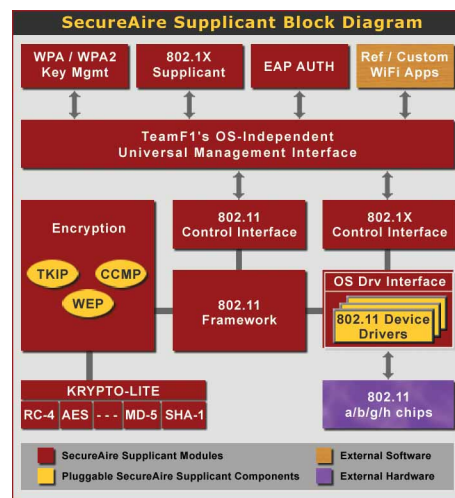 SecureAire Supplicant Block Diagram
WPA / WPA2
Key Mgmt
802.1X
Supplicant
EAP AUTH
Ref / Custom
WiFi Apps
TeamF1's OS-Independent
Universal Management Interface
Encryption
TKIP
CCMP
WEP
802.11
Control Interface
802.1X
Control Interface
802.11
Framework
OS Drv Interface
802.11 Device
Drivers
KRYPTO-LITE
RC-4 AES - - - MD-5 SHA-1
802.11
a/b/g/h chips
SecureAire Supplicant Modules
External Software
Pluggable SecureAire Supplicant Components
External Hardware